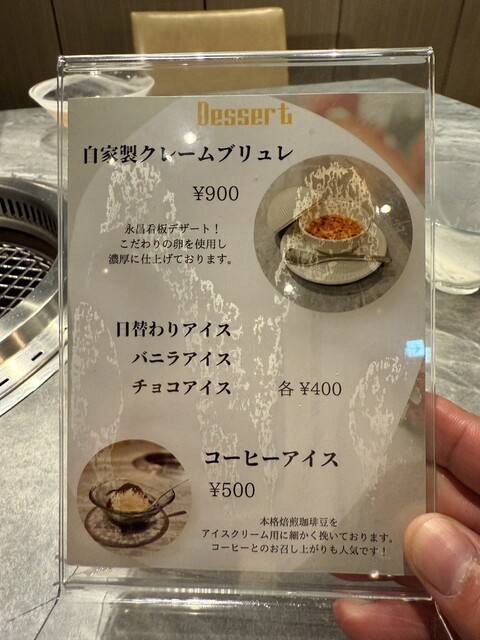 Dessert
自家製クレームブリュレ
¥900
永昌看板デザート！
こだわりの卵を使用し
濃厚に仕上げております。
日替わりアイス
バニラアイス
チョコアイス 各 ¥400
コーヒーアイス
¥500
本格焙煎珈琲豆を
アイスクリーム用に細かく挽いております。
コーヒーとのお召し上がりも人気です！